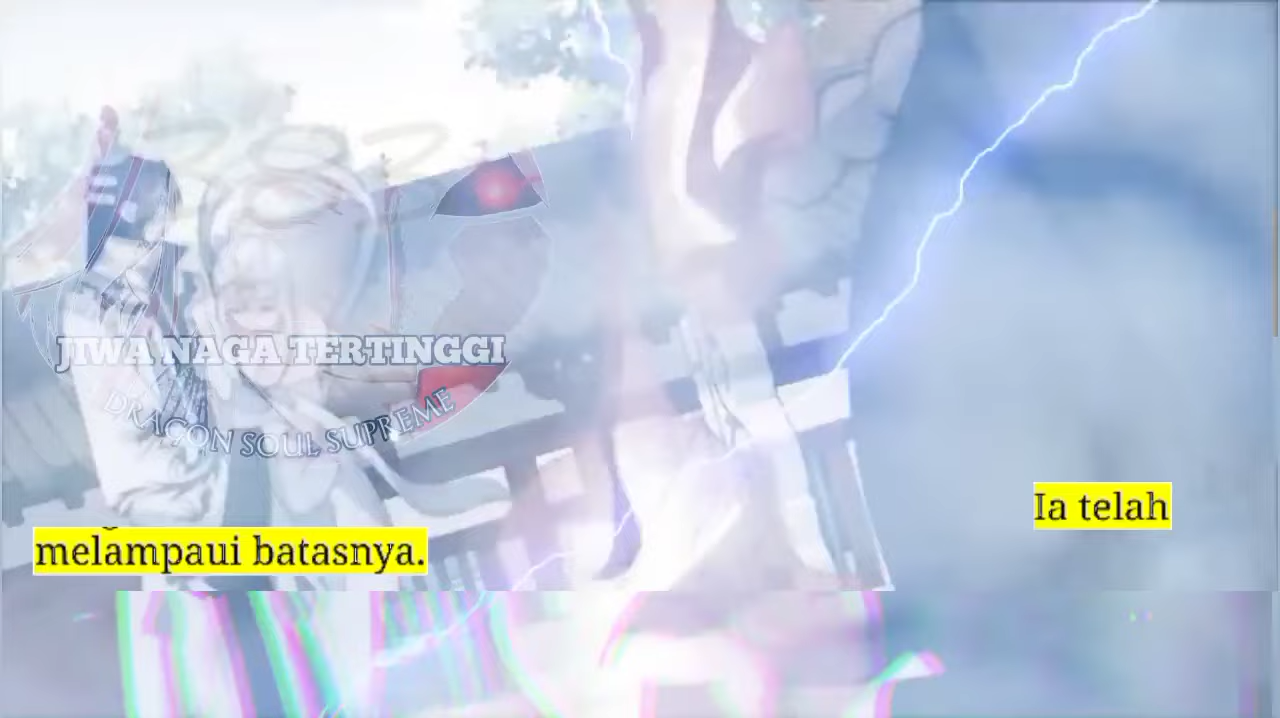 JIWA NAGA TERTINGGI
DRAGON SOUL SUPREME
Ia telah
melampaui batasnya.